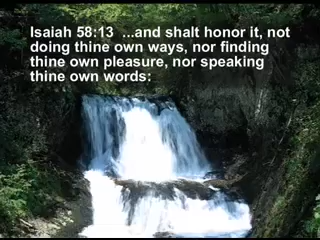 Isaiah 58:13  ...and shalt honor it, not
doing thine own ways, nor finding
thine own pleasure, nor speaking
thine own words: